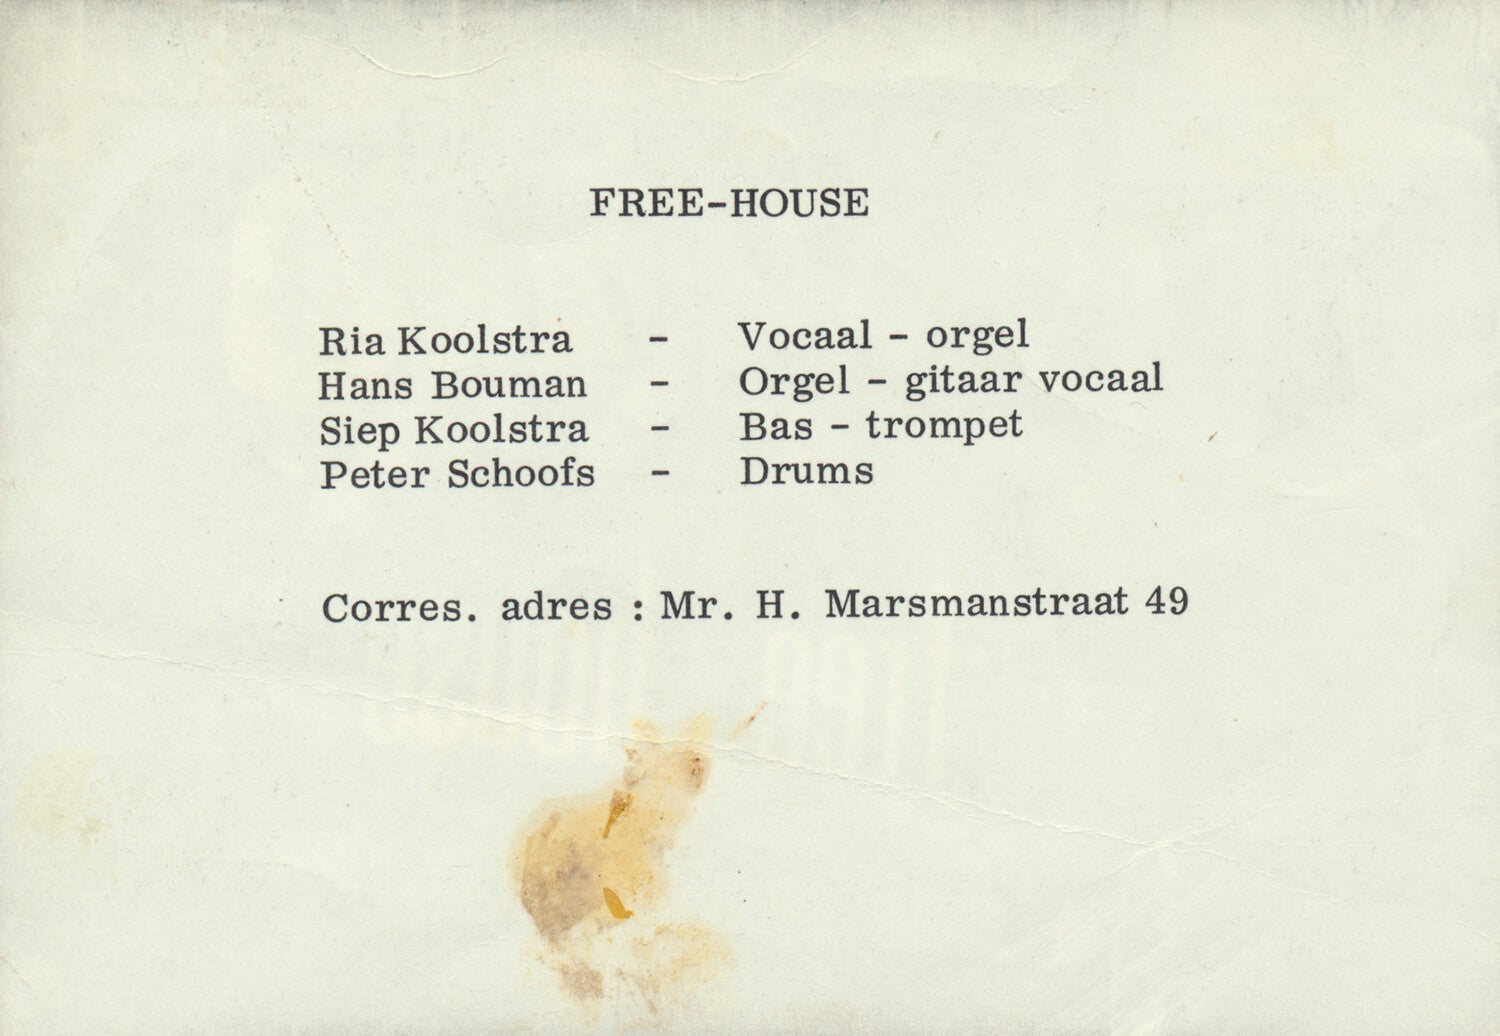 FREE-HOUSE
Ria Koolstra - Vocaal - orgel
Hans Bouman - Orgel - gitaar vocaal
Siep Koolstra - Bas - trompet
Peter Schoofs - Drums
Corres. adres : Mr. H. Marsmanstraat 49